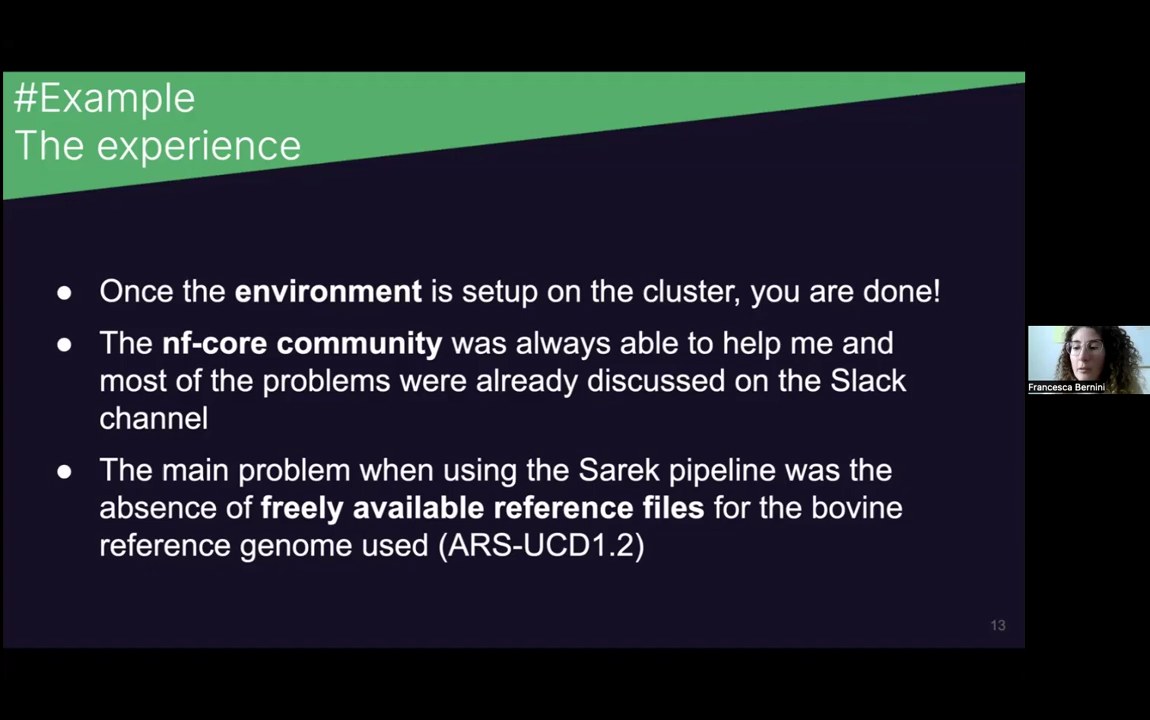 #Example
The experience
● Once the environment is setup on the cluster, you are done!
● The nf-core community was always able to help me and
most of the problems were already discussed on the Slack
channel
● The main problem when using the Sarek pipeline was the
absence of freely available reference files for the bovine
reference genome used (ARS-UCD1.2)
13
Francesca Bernini